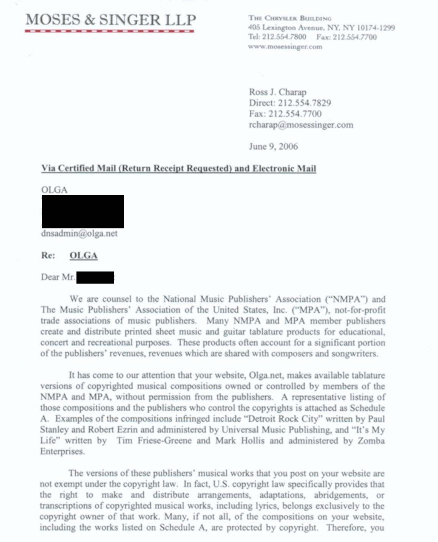 MOSES & SINGER LLP
THE CHRYSLER BUILDING
405 Lexington Avenue, NY, NY 10174-1299
Tel: 212.554.7800 Fax: 212.554.7700
www.mosessinger.com
Ross J. Charap
Direct: 212.554.7829
Fax: 212.554.7700
rcharap@mosessinger.com
June 9, 2006
Via Certified Mail (Return Receipt Requested) and Electronic Mail
OLGA
dnsadmin@olga.net
Re: OLGA
Dear Mr.
We are counsel to the National Music Publishers' Association ("NMPA") and
The Music Publishers' Association of the United States, Inc. ("MPA"), not-for-profit
trade associations of music publishers. Many NMPA and MPA member publishers
create and distribute printed sheet music and guitar tablature products for educational,
concert and recreational purposes. These products often account for a significant portion
of the publishers' revenues, revenues which are shared with composers and songwriters.
It has come to our attention that your website, Olga.net, makes available tablature
versions of copyrighted musical compositions owned or controlled by members of the
NMPA and MPA, without permission from the publishers. A representative listing of
those compositions and the publishers who control the copyrights is attached as Schedule
A. Examples of the compositions infringed include "Detroit Rock City" written by Paul
Stanley and Robert Ezrin and administered by Universal Music Publishing, and "It's My
Life" written by Tim Friese-Greene and Mark Hollis and administered by Zomba
Enterprises.
The versions of these publishers' musical works that you post on your website are
not exempt under the copyright law. In fact, U.S. copyright law specifically provides that
the right to make and distribute arrangements, adaptations, abridgements, or
transcriptions of copyrighted musical works, including lyrics, belongs exclusively to the
copyright owner of that work. Many, if not all, of the compositions on your website,
including the works listed on Schedule A, are protected by copyright. Therefore, you